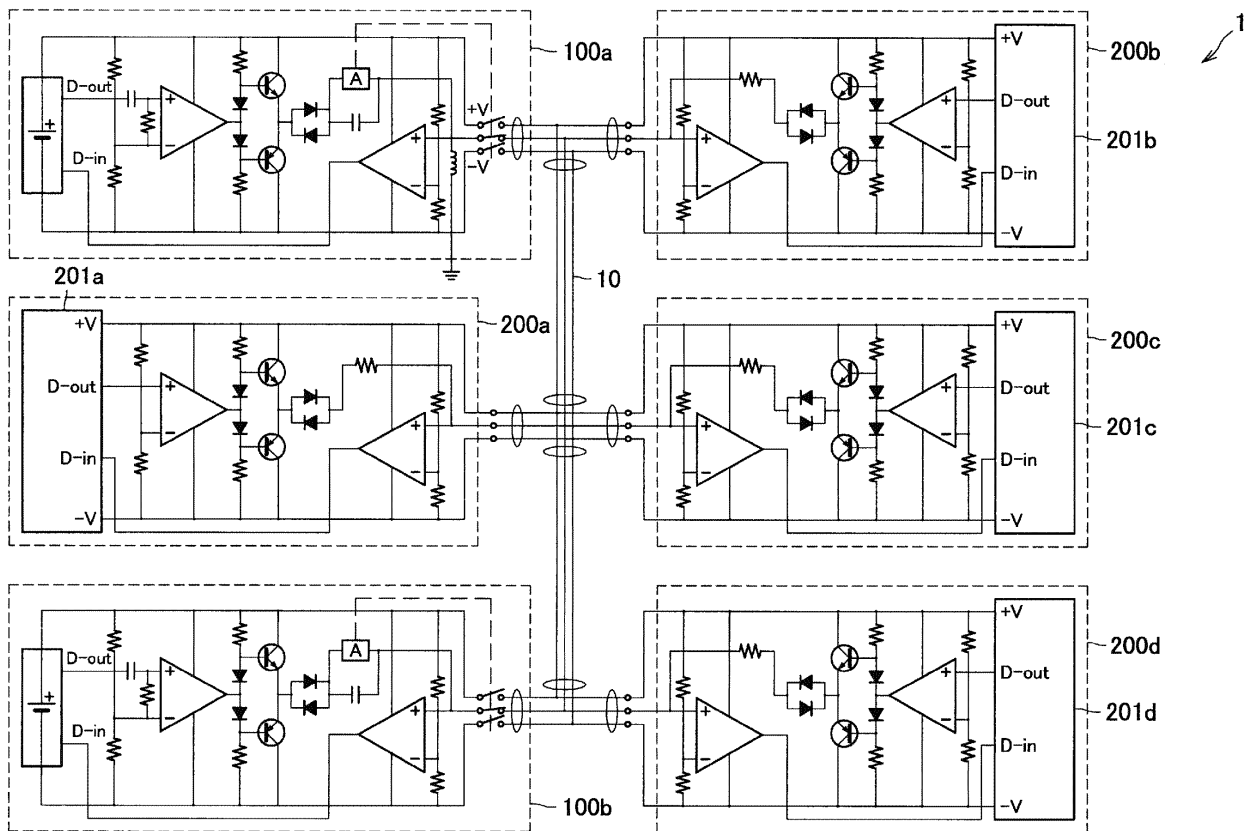 1
100a
D-out
+
A
+
+V
−
D-in
−
−V
+
200b
+V
D-out
201b
D-in
−V
+
−
+
−
10
201a
+V
D-out
D-in
−V
200a
+
−
+
−
200c
+V
D-out
201c
D-in
−V
+
−
+
−
D-out
D-in
+
+
−
A
+
−
100b
200d
+V
D-out
201d
D-in
−V
+
−
+
−